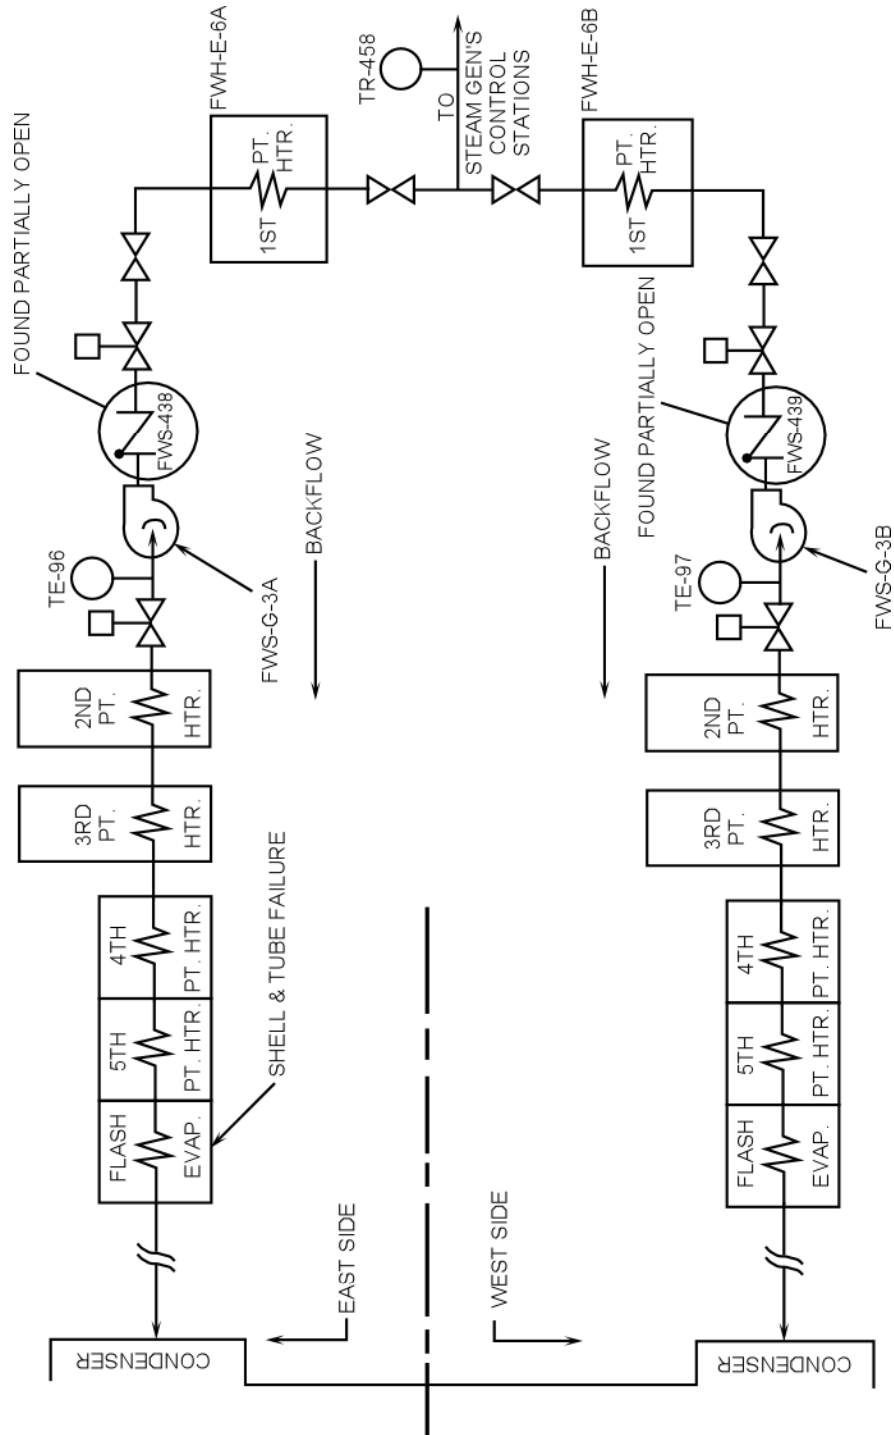 FOUND PARTIALLY OPEN
FWS-438
TE-96
FWS-G-3A
BACKFLOW
FWH-E-6A
1ST
PT.
HTR.
TR-458
TO
STEAM GEN'S
CONTROL
STATIONS
FWH-E-6B
1ST
PT.
HTR.
2ND
PT.
HTR.
3RD
PT.
HTR.
4TH
PT. HTR.
5TH
PT. HTR.
FLASH
EVAP.
SHELL & TUBE FAILURE
CONDENSER
EAST SIDE
WEST SIDE
FOUND PARTIALLY OPEN
FWS-439
TE-97
FWS-G-3B
BACKFLOW
2ND
PT.
HTR.
3RD
PT.
HTR.
4TH
PT. HTR.
5TH
PT. HTR.
FLASH
EVAP.
CONDENSER